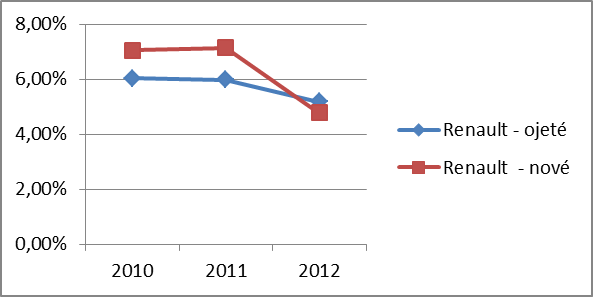 8,00%
6,00%
4,00%
2,00%
0,00%
2010 2011 2012
Renault - ojeté
Renault - nové